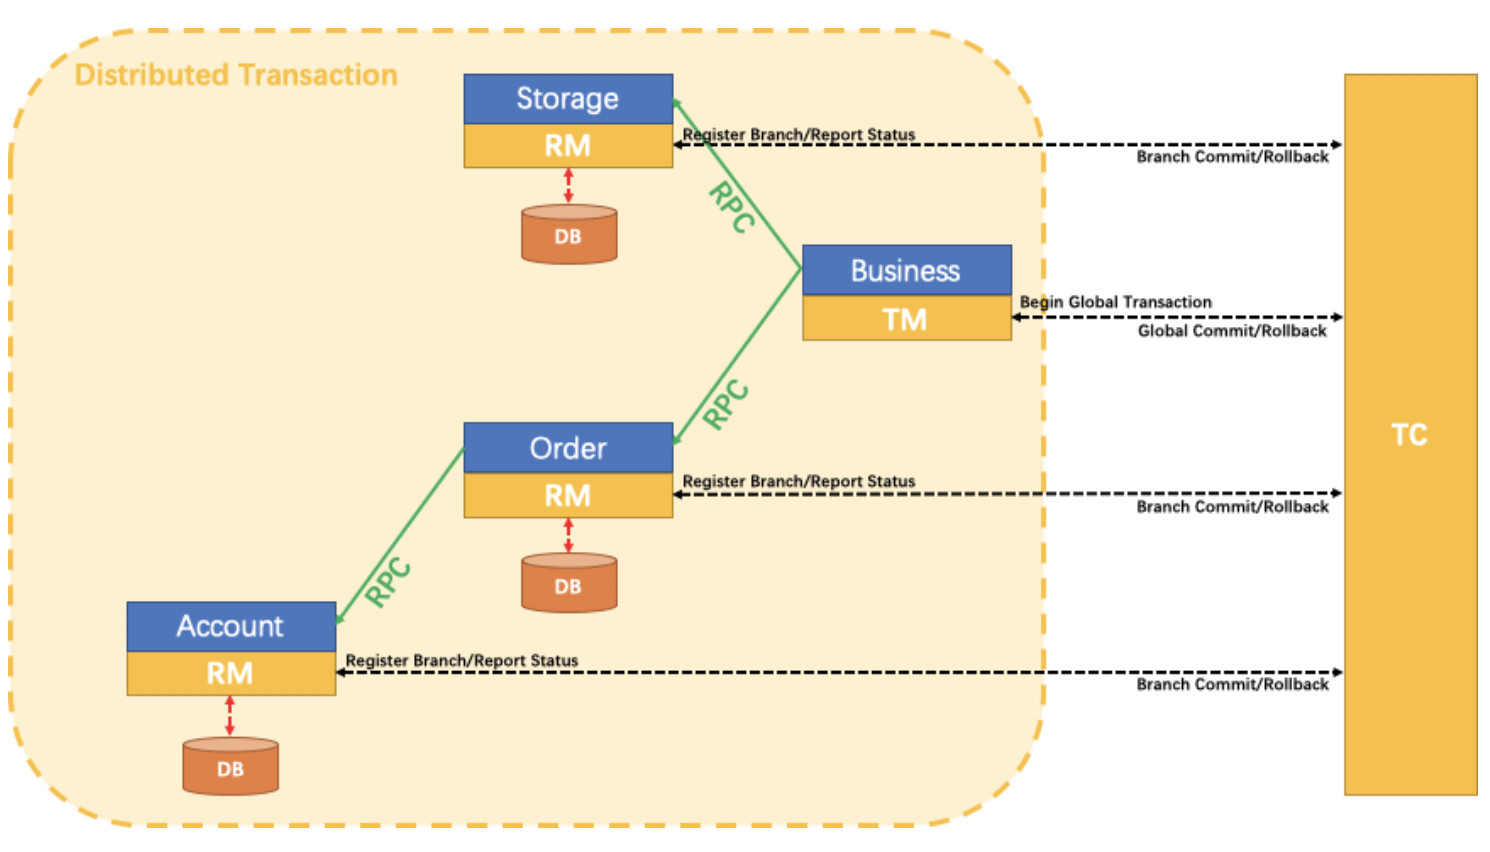 Distributed Transaction
Storage
RM
Register Branch/Report Status
Branch Commit/Rollback
DB
RPC
Business
TM
Begin Global Transaction
Global Commit/Rollback
RPC
TC
Order
RM
Register Branch/Report Status
Branch Commit/Rollback
DB
RPC
Account
RM
Register Branch/Report Status
Branch Commit/Rollback
DB